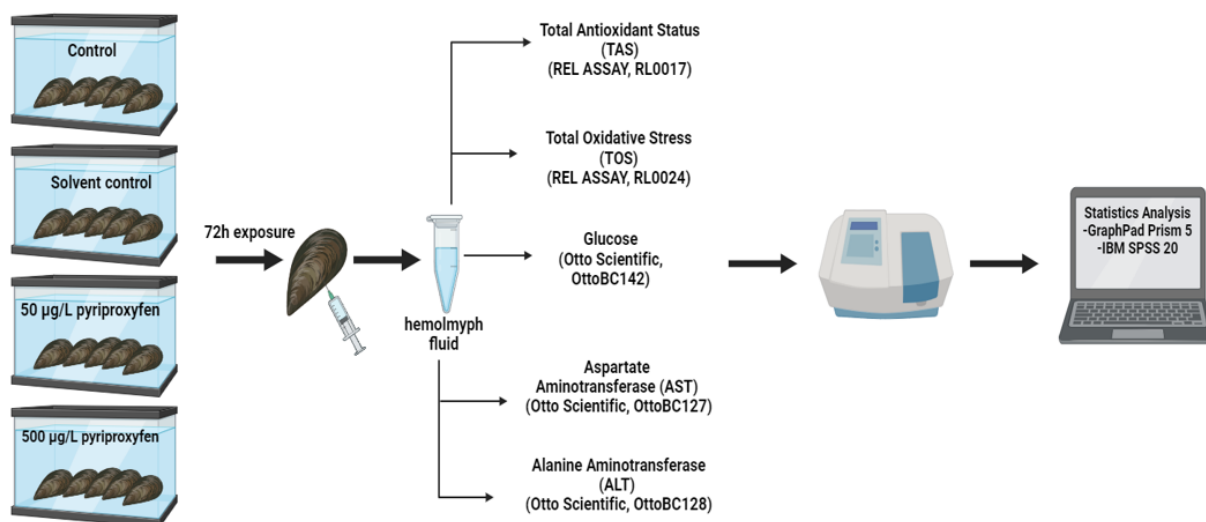 Control
Solvent control
50 µg/L pyriproxyfen
500 µg/L pyriproxyfen
72h exposure
hemolmyph
fluid
Total Antioxidant Status
(TAS)
(REL ASSAY, RL0017)
Total Oxidative Stress
(TOS)
(REL ASSAY, RL0024)
Glucose
(Otto Scientific,
OttoBC142)
Aspartate
Aminotransferase (AST)
(Otto Scientific, OttoBC127)
Alanine Aminotransferase
(ALT)
(Otto Scientific, OttoBC128)
Statistics Analysis
-GraphPad Prism 5
-IBM SPSS 20